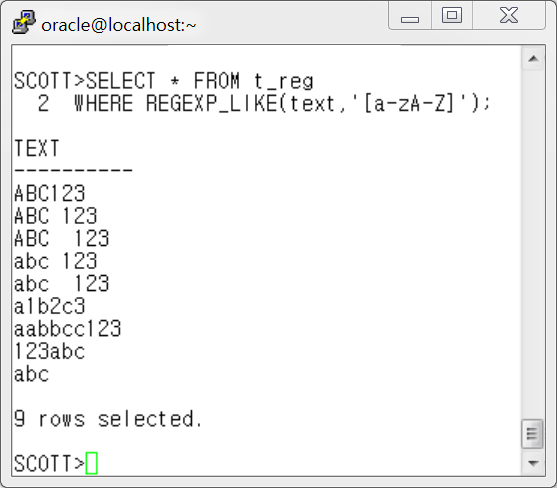 oracle@localhost:~
SCOTT>SELECT * FROM t_reg
  2  WHERE REGEXP_LIKE(text,'[a-zA-Z]');
TEXT
----------
ABC123
ABC 123
ABC  123
abc 123
abc  123
a1b2c3
aabbcc123
123abc
abc
9 rows selected.
SCOTT>